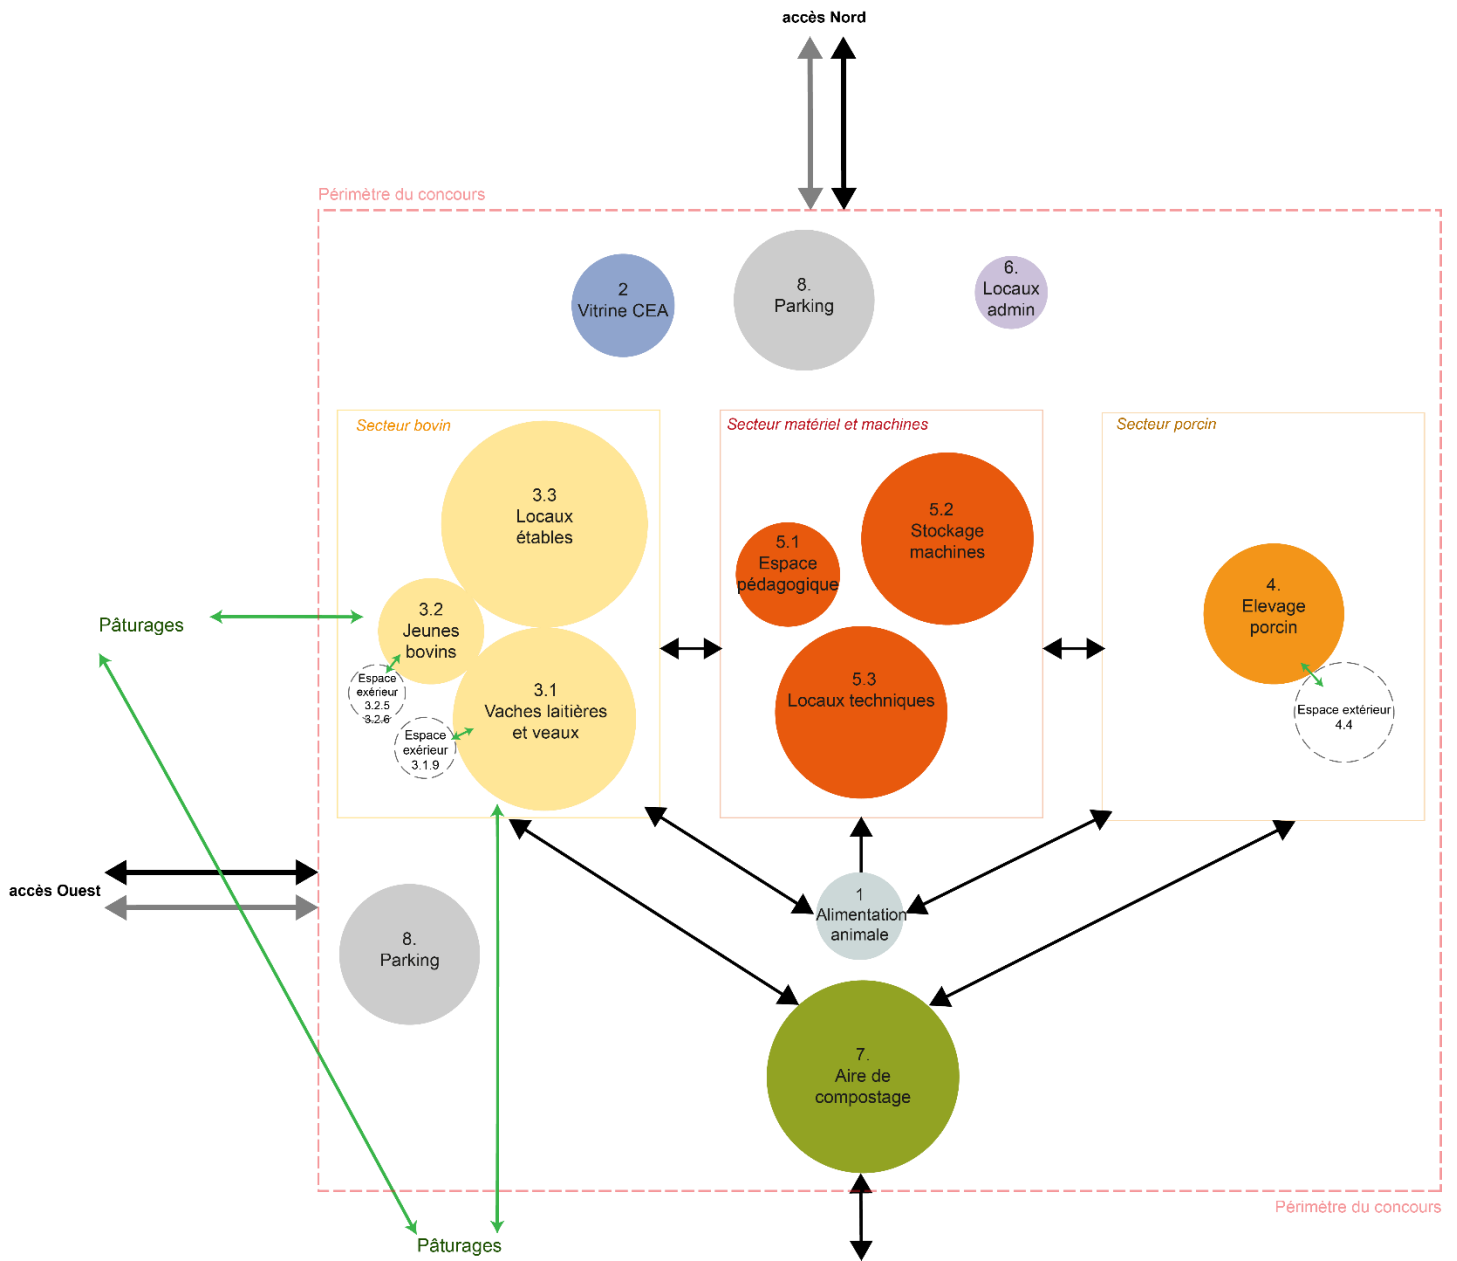 accès Nord
Périmètre du concours
2
Vitrine CEA
8.
Parking
6.
Locaux
admin
Secteur bovin
3.3
Locaux
étables
3.2
Jeunes
bovins
Espace
exérieur
3.2.5
3.2.6
3.1
Vaches laitières
et veaux
Espace
exérieur
3.1.9
Secteur matériel et machines
5.1
Espace
pédagogique
5.2
Stockage
machines
5.3
Locaux techniques
Secteur porcin
4.
Elevage
porcin
Espace extérieur
4.4
Pâturages
accès Ouest
8.
Parking
1
Alimentation
animale
7.
Aire de
compostage
Périmétre du concours
Pâturages